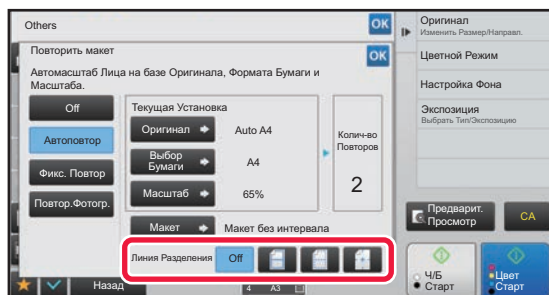 Others
OK
Повторить макет
OK
Автомасштаб Лица на базе Оригинала, Формата Бумаги и
Масштаба.
Off
Автоповтор
Фикс. Повтор
Повтор.Фотогр.
Текущая Установка
Оригинал
Auto A4
Выбор
Бумаги
A4
Масштаб
65%
Колич-во
Повторов
2
Макет
Макет без интервала
Линия Разделения
Off
Назад
4 A3
Оригинал
Изменить Размер/Направл.
Цветной Режим
Настройка Фона
Экспозиция
Выбрать Тип/Экспозицию
Предварит.
Просмотр
CA
Ч/Б
Старт
Цвет
Старт